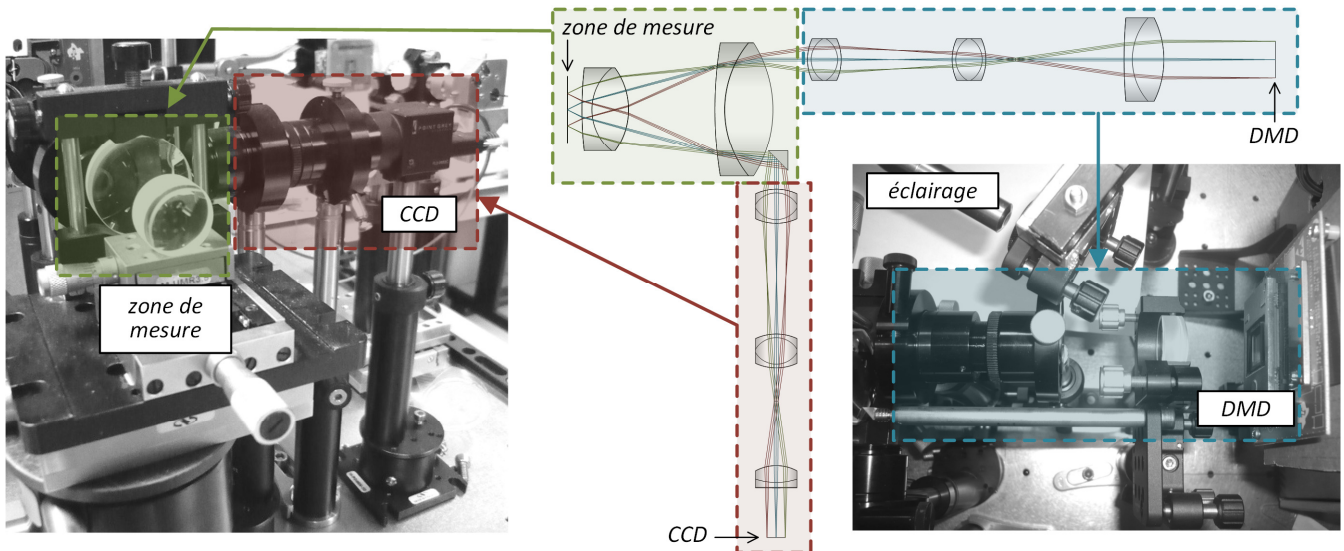 zone de mesure
DMD
éclairage
CCD
zone de
mesure
DMD
CCD